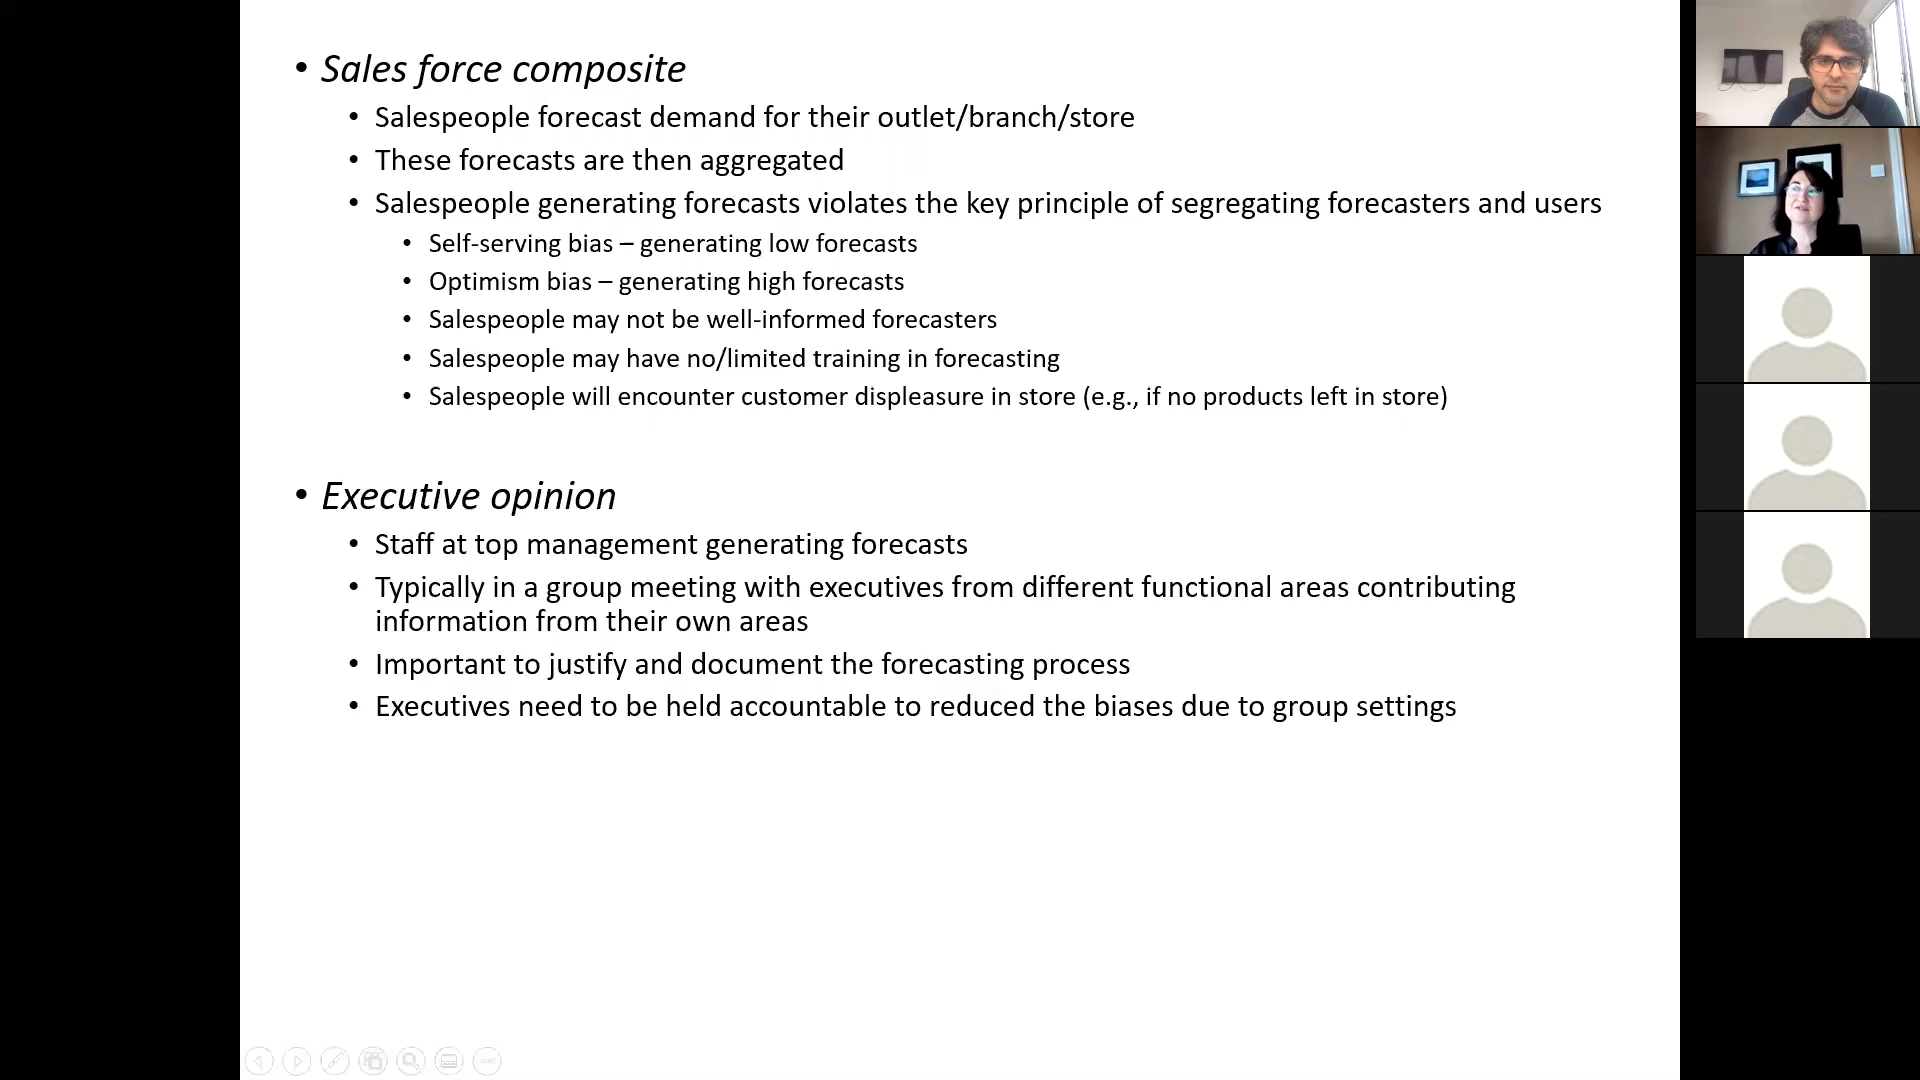 • Sales force composite
• Salespeople forecast demand for their outlet/branch/store
• These forecasts are then aggregated
• Salespeople generating forecasts violates the key principle of segregating forecasters and users
• Self-serving bias – generating low forecasts
• Optimism bias – generating high forecasts
• Salespeople may not be well-informed forecasters
• Salespeople may have no/limited training in forecasting
• Salespeople will encounter customer displeasure in store (e.g., if no products left in store)
• Executive opinion
• Staff at top management generating forecasts
• Typically in a group meeting with executives from different functional areas contributing
information from their own areas
• Important to justify and document the forecasting process
• Executives need to be held accountable to reduced the biases due to group settings